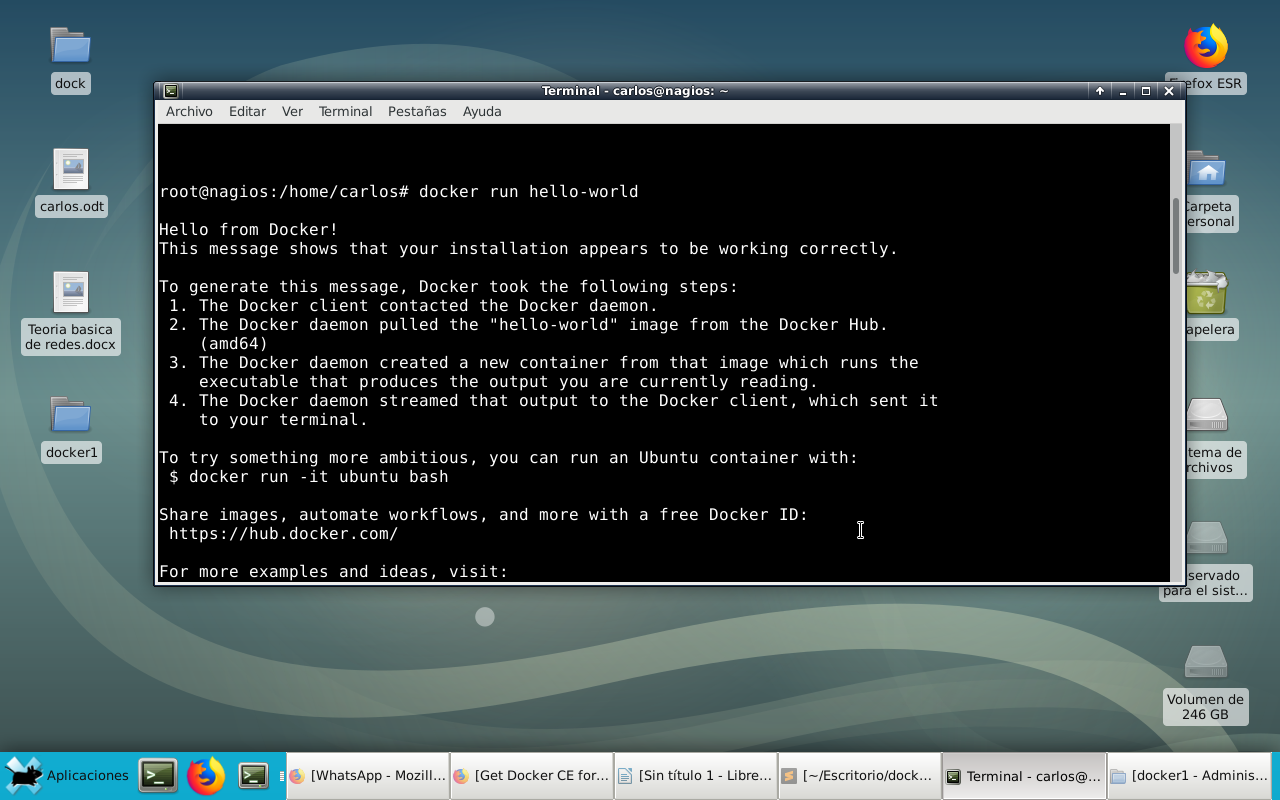 dock
carlos.odt
Teoria basica
de redes.docx
docker1
Terminal - carlos@nagios: ~
Archivo Editar Ver Terminal Pestañas Ayuda
root@nagios:/home/carlos# docker run hello-world
Hello from Docker!
This message shows that your installation appears to be working correctly.
To generate this message, Docker took the following steps:
1. The Docker client contacted the Docker daemon.
2. The Docker daemon pulled the "hello-world" image from the Docker Hub.
(amd64)
3. The Docker daemon created a new container from that image which runs the
executable that produces the output you are currently reading.
4. The Docker daemon streamed that output to the Docker client, which sent it
to your terminal.
To try something more ambitious, you can run an Ubuntu container with:
$ docker run -it ubuntu bash
Share images, automate workflows, and more with a free Docker ID:
https://hub.docker.com/
For more examples and ideas, visit:
efox ESR
Carpeta
ersonal
apelera
tema de
rchivos
servado
para el sist...
Volumen de
246 GB
Aplicaciones
[WhatsApp - Mozill...
[Get Docker CE for...
[Sin título 1 - Libre...
[~/Escritorio/dock...
Terminal - carlos@...
[docker1 - Adminis...